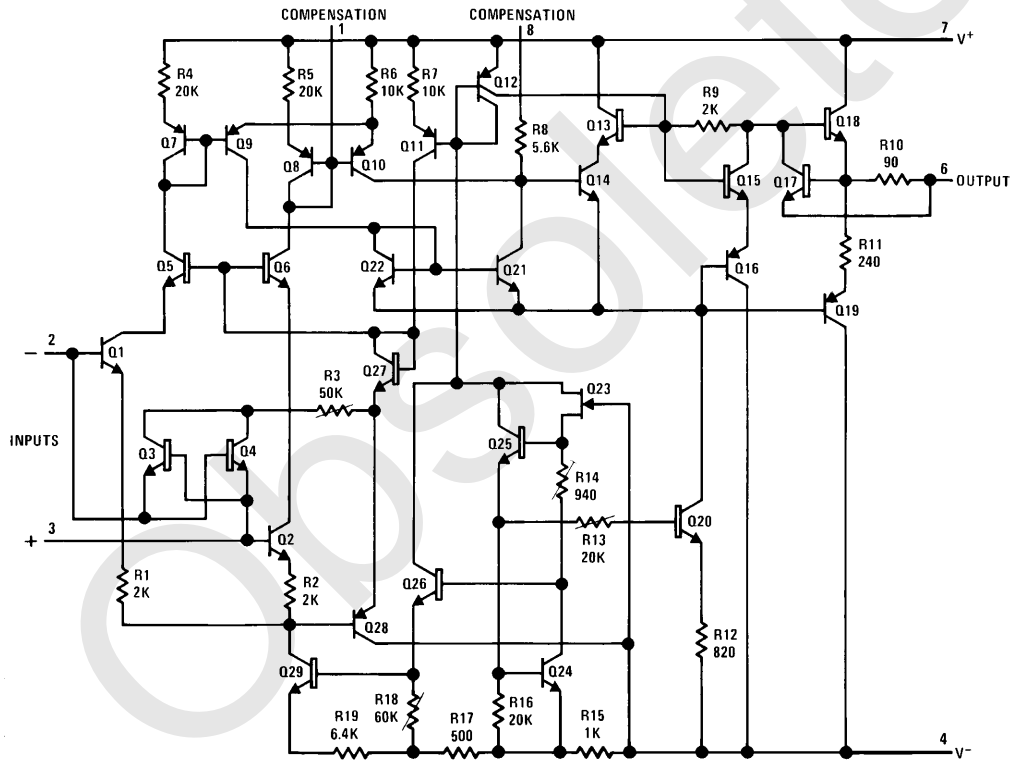 COMPENSATION
1
COMPENSATION
8
7
V+
R4
20K
R5
20K
R6
10K
R7
10K
Q12
R9
2K
Q18
Q7
Q9
Q8
Q10
Q11
R8
5.6K
Q13
Q14
Q15
Q17
R10
90
6
OUTPUT
Q5
Q6
Q22
Q21
Q16
R11
240
Q19
2
−
Q1
Q27
R3
50K
Q23
INPUTS
Q3
Q4
Q25
R14
940
3
+
Q2
R13
20K
Q20
R1
2K
R2
2K
Q26
Q28
R12
820
Q29
Q24
R18
60K
R16
20K
R19
6.4K
R17
500
R15
1K
4
V−
Obsolete